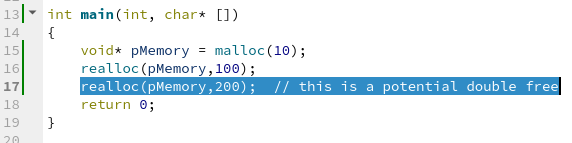 13 int main(int, char* [])
14 {
15 void* pMemory = malloc(10);
16 realloc(pMemory,100);
17 realloc(pMemory,200);  // this is a potential double free
18 return 0;
19 }
20